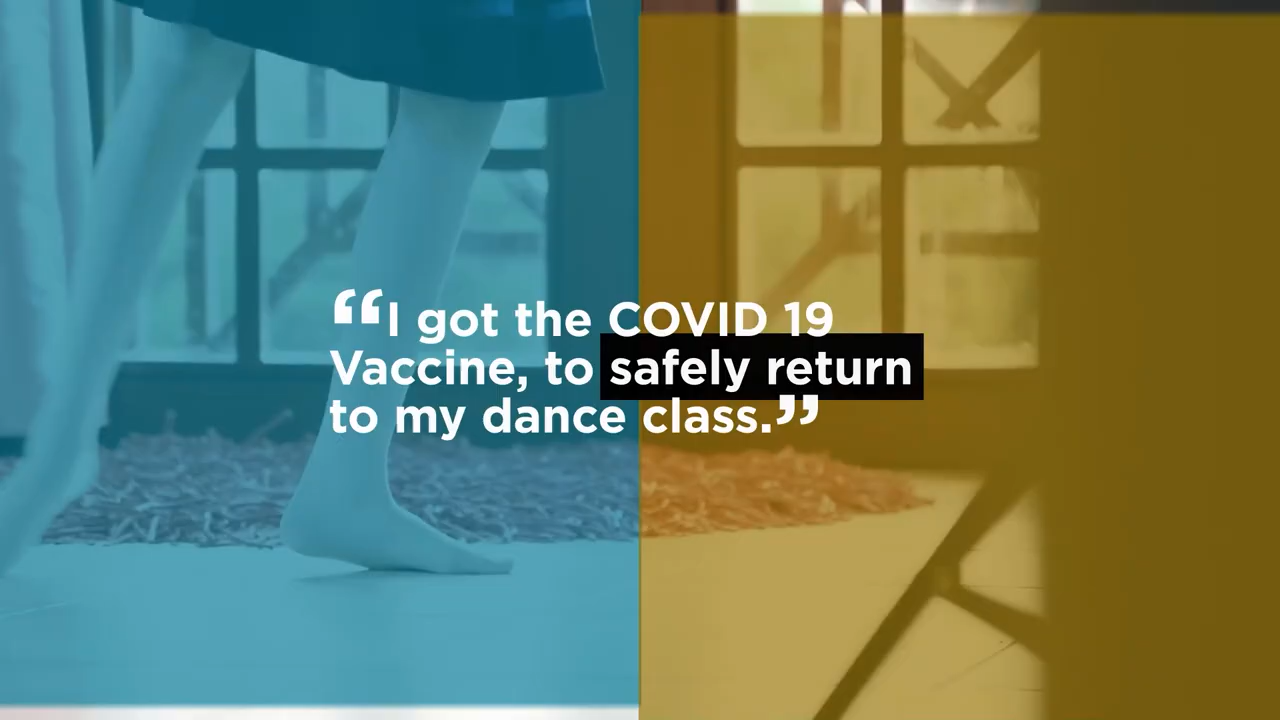 “I got the COVID 19
Vaccine, to safely return
to my dance class.”